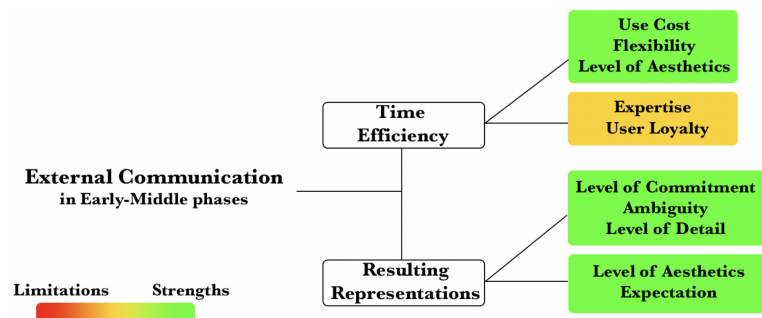 Use Cost
Flexibility
Level of Aesthetics
Time
Efficiency
Expertise
User Loyalty
External Communication
in Early-Middle phases
Level of Commitment
Ambiguity
Level of Detail
Resulting
Representations
Level of Aesthetics
Expectation
Limitations
Strengths